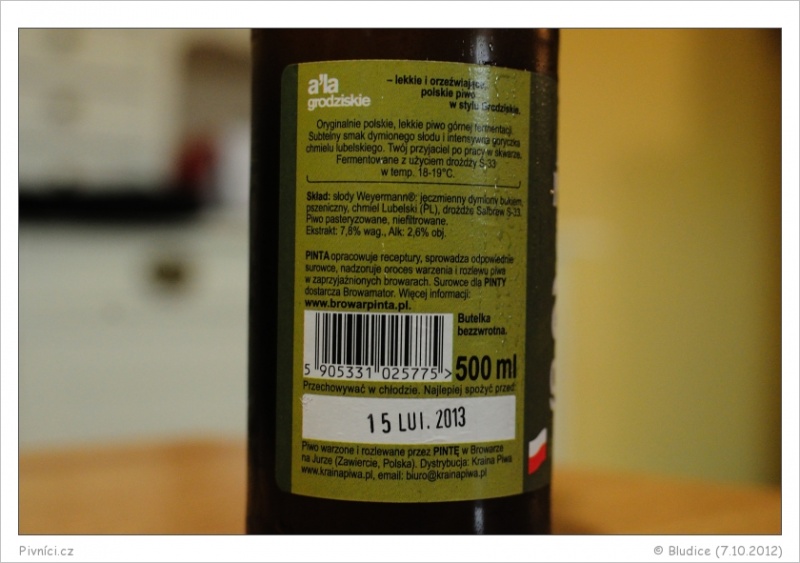 a'la
grodziskie
– lekkie i orzeźwiające
polskie piwo
w stylu Grodziskie.
Oryginalnie polskie, lekkie piwo górnej fermentacji.
Subtelny smak dymionego słodu i intensywna goryczka
chmielu lubelskiego. Twój przyjaciel po pracy w skwarze.
Fermentowane z użyciem drożdży S-33
w temp. 18-19°C.
Skład: słody Weyermann®: jęczmienny dymiony bukiem,
pszeniczny, chmiel Lubelski (PL), drożdże Safbrew S-33.
Piwo pasteryzowane, niefiltrowane.
Ekstrakt: 7,8% wag., Alk: 2,6% obj.
PINTA opracowuje receptury, sprowadza odpowiednie
surowce, nadzoruje oroces warzenia i rozlewu piwa
w zaprzyjaźnionych browarach. Surowce dla PINTY
dostarcza Browamator. Więcej informacji:
www.browarpinta.pl.
Butelka
bezzwrotna.
5 905331 025775 >
500 ml
Przechowywać w chłodzie. Najlepiej spożyć przed:
15 LUI. 2013
Piwo warzone i rozlewane przez PINTĘ w Browarze
na Jurze (Zawiercie, Polska). Dystrybucja: Kraina Piwa
www.krainapiwa.pl, email: biuro@krainapiwa.pl
Pivníci.cz
© Bludice (7.10.2012)